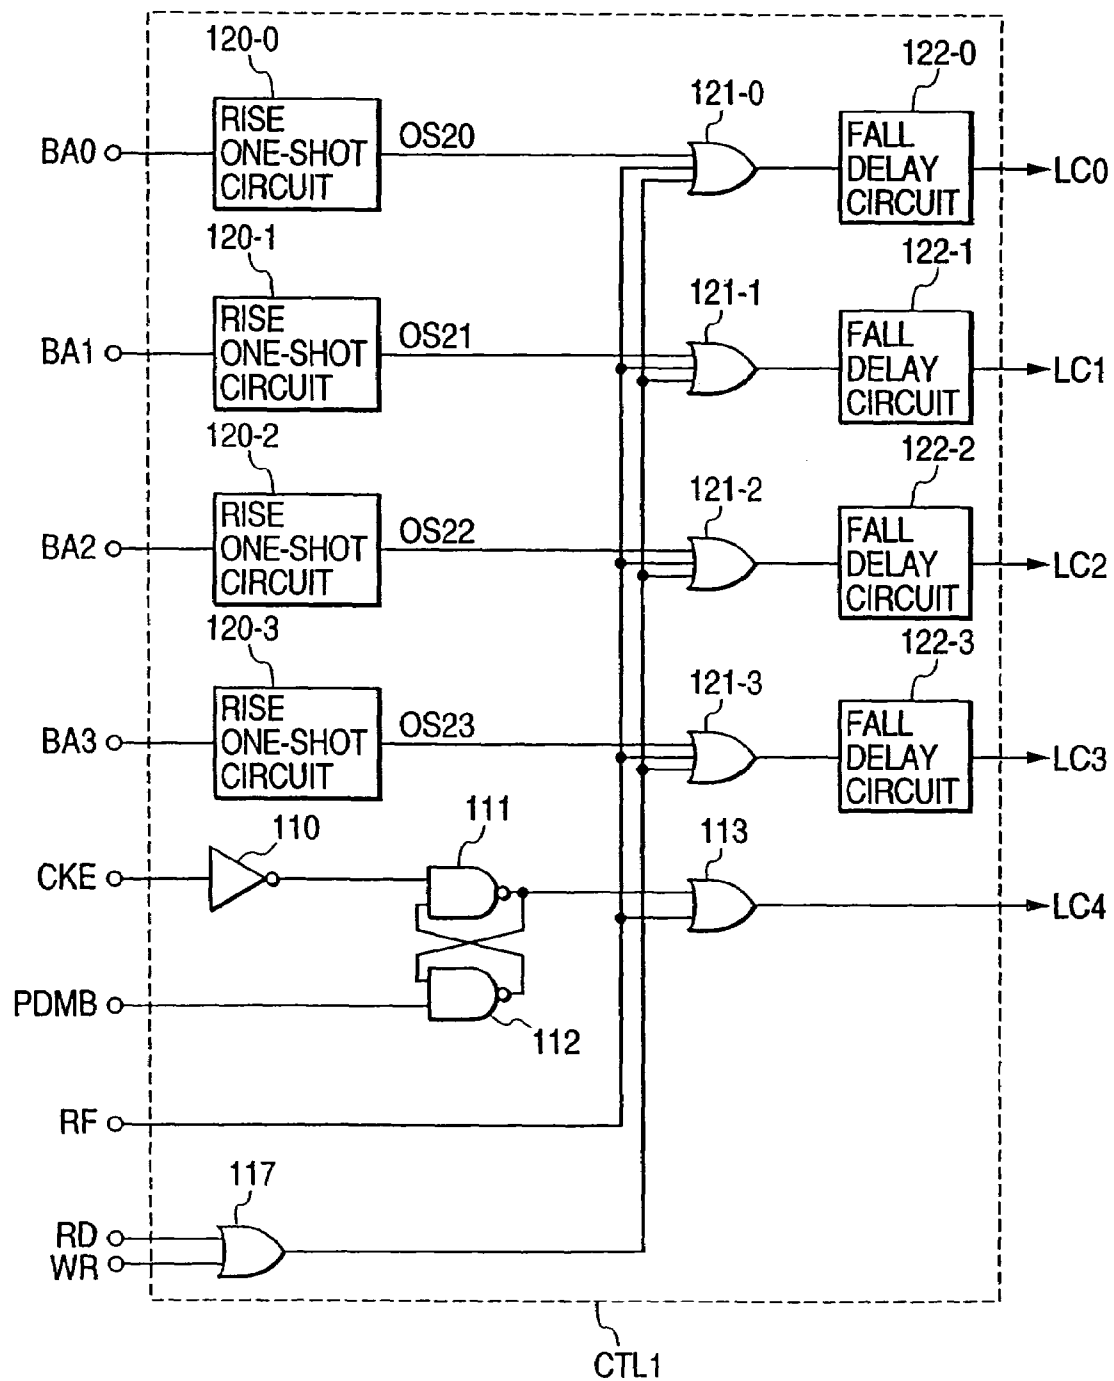 120-0
122-0
121-0
RISE
ONE-SHOT
CIRCUIT
BA0
OS20
FALL
DELAY
CIRCUIT
LC0
120-1
122-1
121-1
RISE
ONE-SHOT
CIRCUIT
BA1
OS21
FALL
DELAY
CIRCUIT
LC1
120-2
122-2
121-2
RISE
ONE-SHOT
CIRCUIT
BA2
OS22
FALL
DELAY
CIRCUIT
LC2
120-3
122-3
121-3
RISE
ONE-SHOT
CIRCUIT
BA3
OS23
FALL
DELAY
CIRCUIT
LC3
110
111
113
CKE
LC4
PDMB
112
RF
117
RD
WR
CTL1